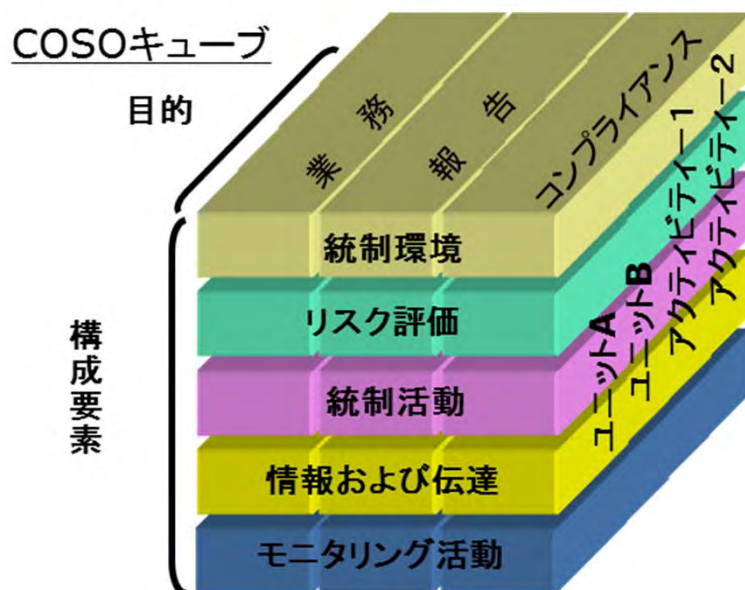 COSOキューブ
目的
業務
報告
コンプライアンス
構成要素
統制環境
リスク評価
統制活動
情報および伝達
モニタリング活動
ユニットA
ユニットB
アクティビティー1
アクティビティー2